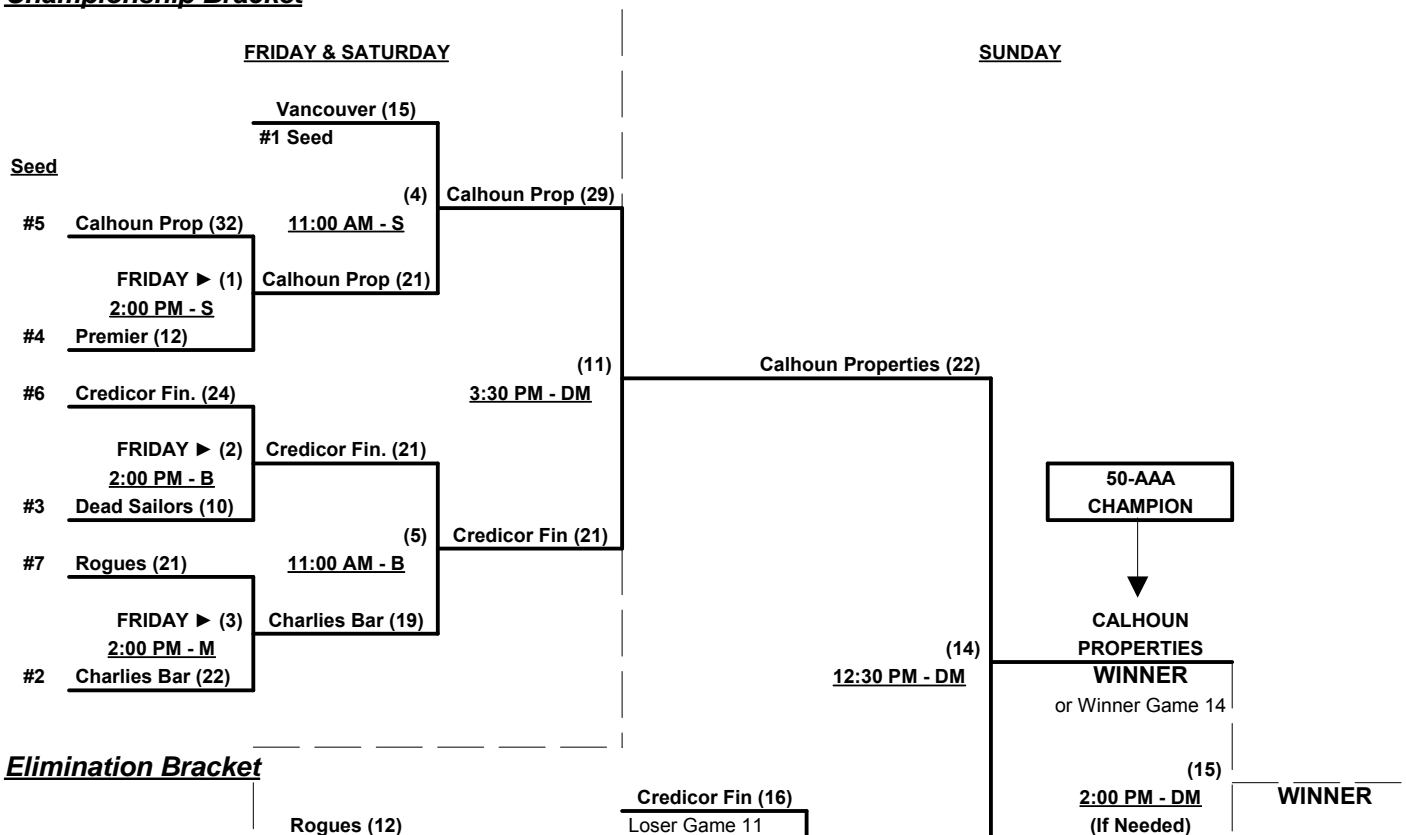 Championship Bracket
FRIDAY & SATURDAY
SUNDAY
Vancouver (15)
#1 Seed
Seed
(4)
Calhoun Prop (29)
#5
Calhoun Prop (32)
11:00 AM - S
FRIDAY ► (1)
Calhoun Prop (21)
2:00 PM - S
#4
Premier (12)
(11)
Calhoun Properties (22)
#6
Credicor Fin. (24)
3:30 PM - DM
FRIDAY ► (2)
Credicor Fin. (21)
2:00 PM - B
50-AAA
#3
Dead Sailors (10)
CHAMPION
(5)
Credicor Fin (21)
#7
Rogues (21)
11:00 AM - B
FRIDAY ► (3)
Charlies Bar (19)
CALHOUN
2:00 PM - M
(14)
PROPERTIES
#2
Charlies Bar (22)
12:30 PM - DM
WINNER
or Winner Game 14
Elimination Bracket
(15)
Credicor Fin (16)
2:00 PM - DM
WINNER
Rogues (12)
Loser Game 11
(If Needed)